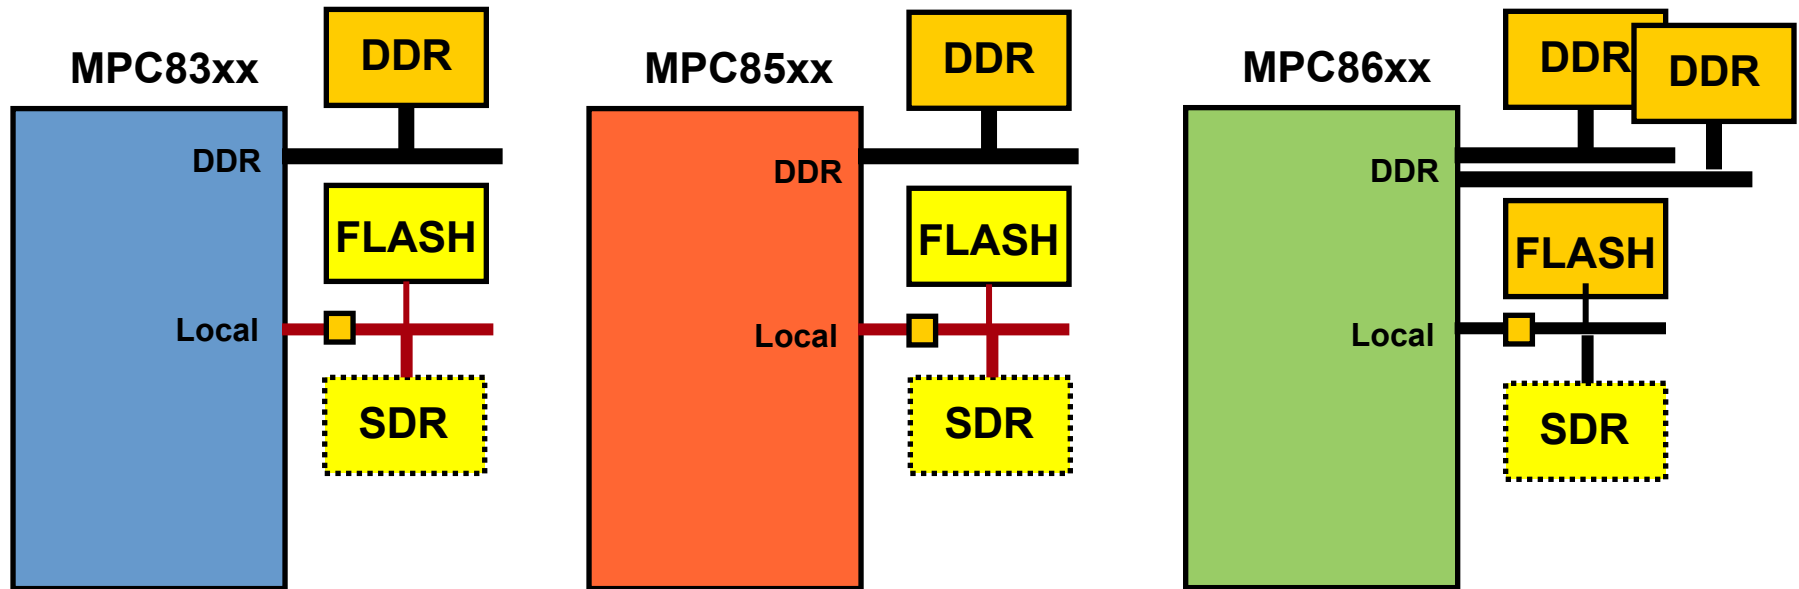 MPC83xx
DDR
DDR
FLASH
Local
SDR
MPC85xx
DDR
DDR
FLASH
Local
SDR
MPC86xx
DDR
DDR
DDR
FLASH
Local
SDR